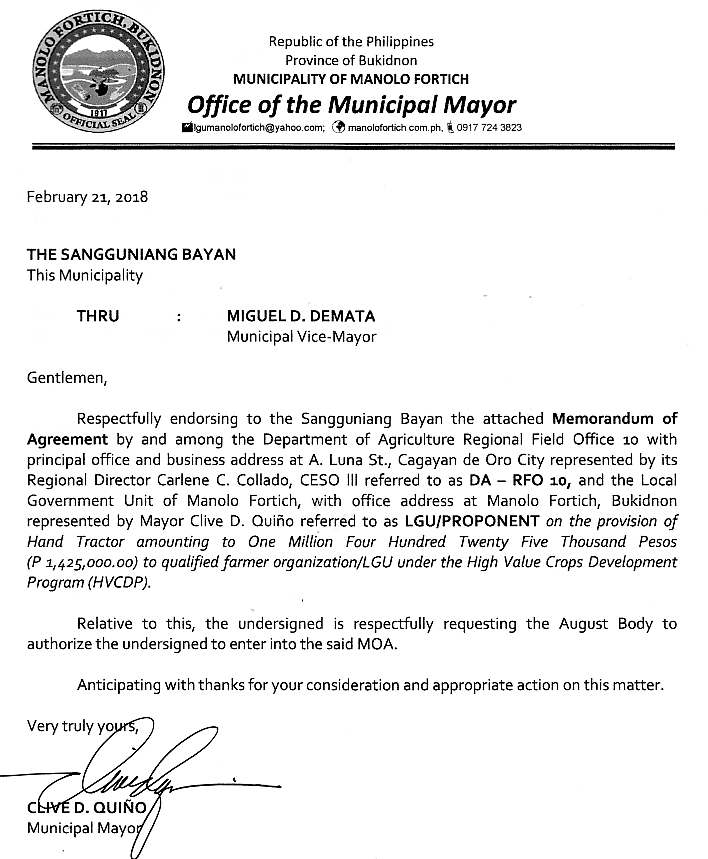 MANOLO FORTICH, BUKIDNON
1917
OFFICIAL SEAL
Republic of the Philippines
Province of Bukidnon
MUNICIPALITY OF MANOLO FORTICH
Office of the Municipal Mayor
lgumanolofortich@yahoo.com; manolofortich com.ph, 0917 724 3823
February 21, 2018
THE SANGGUNIANG BAYAN
This Municipality
THRU : MIGUEL D. DEMATA
Municipal Vice-Mayor
Gentlemen,
Respectfully endorsing to the Sangguniang Bayan the attached Memorandum of
Agreement by and among the Department of Agriculture Regional Field Office 10 with
principal office and business address at A. Luna St., Cagayan de Oro City represented by its
Regional Director Carlene C. Collado, CESO III referred to as DA – RFO 10, and the Local
Government Unit of Manolo Fortich, with office address at Manolo Fortich, Bukidnon
represented by Mayor Clive D. Quiño referred to as LGU/PROPONENT on the provision of
Hand Tractor amounting to One Million Four Hundred Twenty Five Thousand Pesos
(P 1,425,000.00) to qualified farmer organization/LGU under the High Value Crops Development
Program (HVCDP).
Relative to this, the undersigned is respectfully requesting the August Body to
authorize the undersigned to enter into the said MOA.
Anticipating with thanks for your consideration and appropriate action on this matter.
Very truly yours,
CLIVE D. QUIÑO
Municipal Mayor